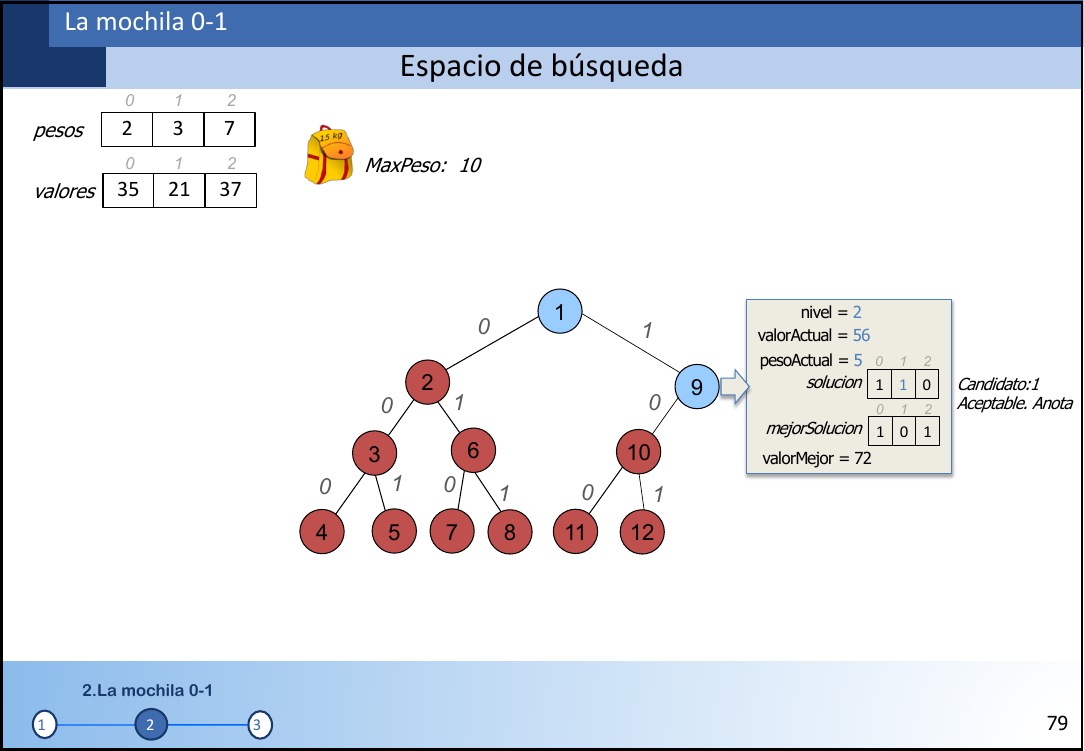 La mochila 0-1
Espacio de búsqueda
0 1 2
pesos 2 3 7
0 1 2
valores 35 21 37
15 kg
MaxPeso: 10
1
0 1
2 9
0 1 0
3 6 10
0 1 0 1 0 1
4 5 7 8 11 12
nivel = 2
valorActual = 56
pesoActual = 5
0 1 2
solucion 1 1 0
0 1 2
mejorSolucion 1 0 1
valorMejor = 72
Candidato:1
Aceptable. Anota
2.La mochila 0-1
1 2 3
79